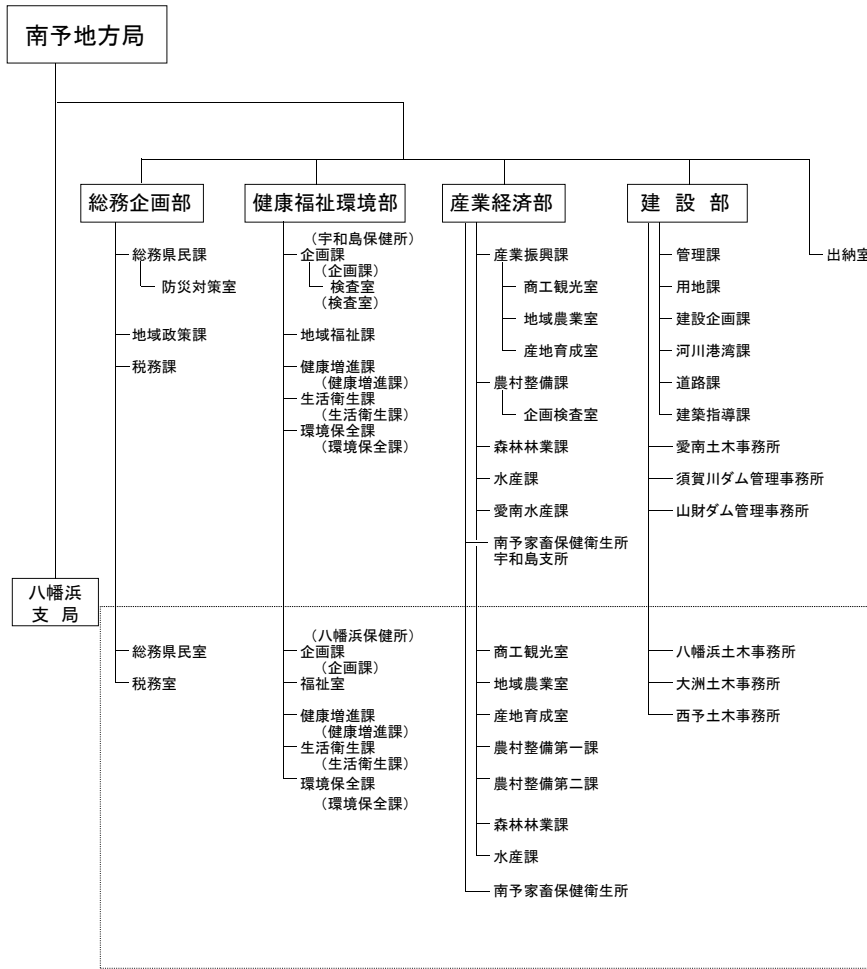 南予地方局
総務企画部
総務県民課
防災対策室
地域政策課
税務課
健康福祉環境部
（宇和島保健所）
企画課
（企画課）
検査室
（検査室）
地域福祉課
健康増進課
（健康増進課）
生活衛生課
（生活衛生課）
環境保全課
（環境保全課）
産業経済部
産業振興課
商工観光室
地域農業室
産地育成室
農村整備課
企画検査室
森林林業課
水産課
愛南水産課
南予家畜保健衛生所
宇和島支所
建 設 部
管理課
用地課
建設企画課
河川港湾課
道路課
建築指導課
愛南土木事務所
須賀川ダム管理事務所
山財ダム管理事務所
出納室
八幡浜
支 局
総務県民室
税務室
（八幡浜保健所）
企画課
（企画課）
福祉室
健康増進課
（健康増進課）
生活衛生課
（生活衛生課）
環境保全課
（環境保全課）
商工観光室
地域農業室
産地育成室
農村整備第一課
農村整備第二課
森林林業課
水産課
南予家畜保健衛生所
八幡浜土木事務所
大洲土木事務所
西予土木事務所